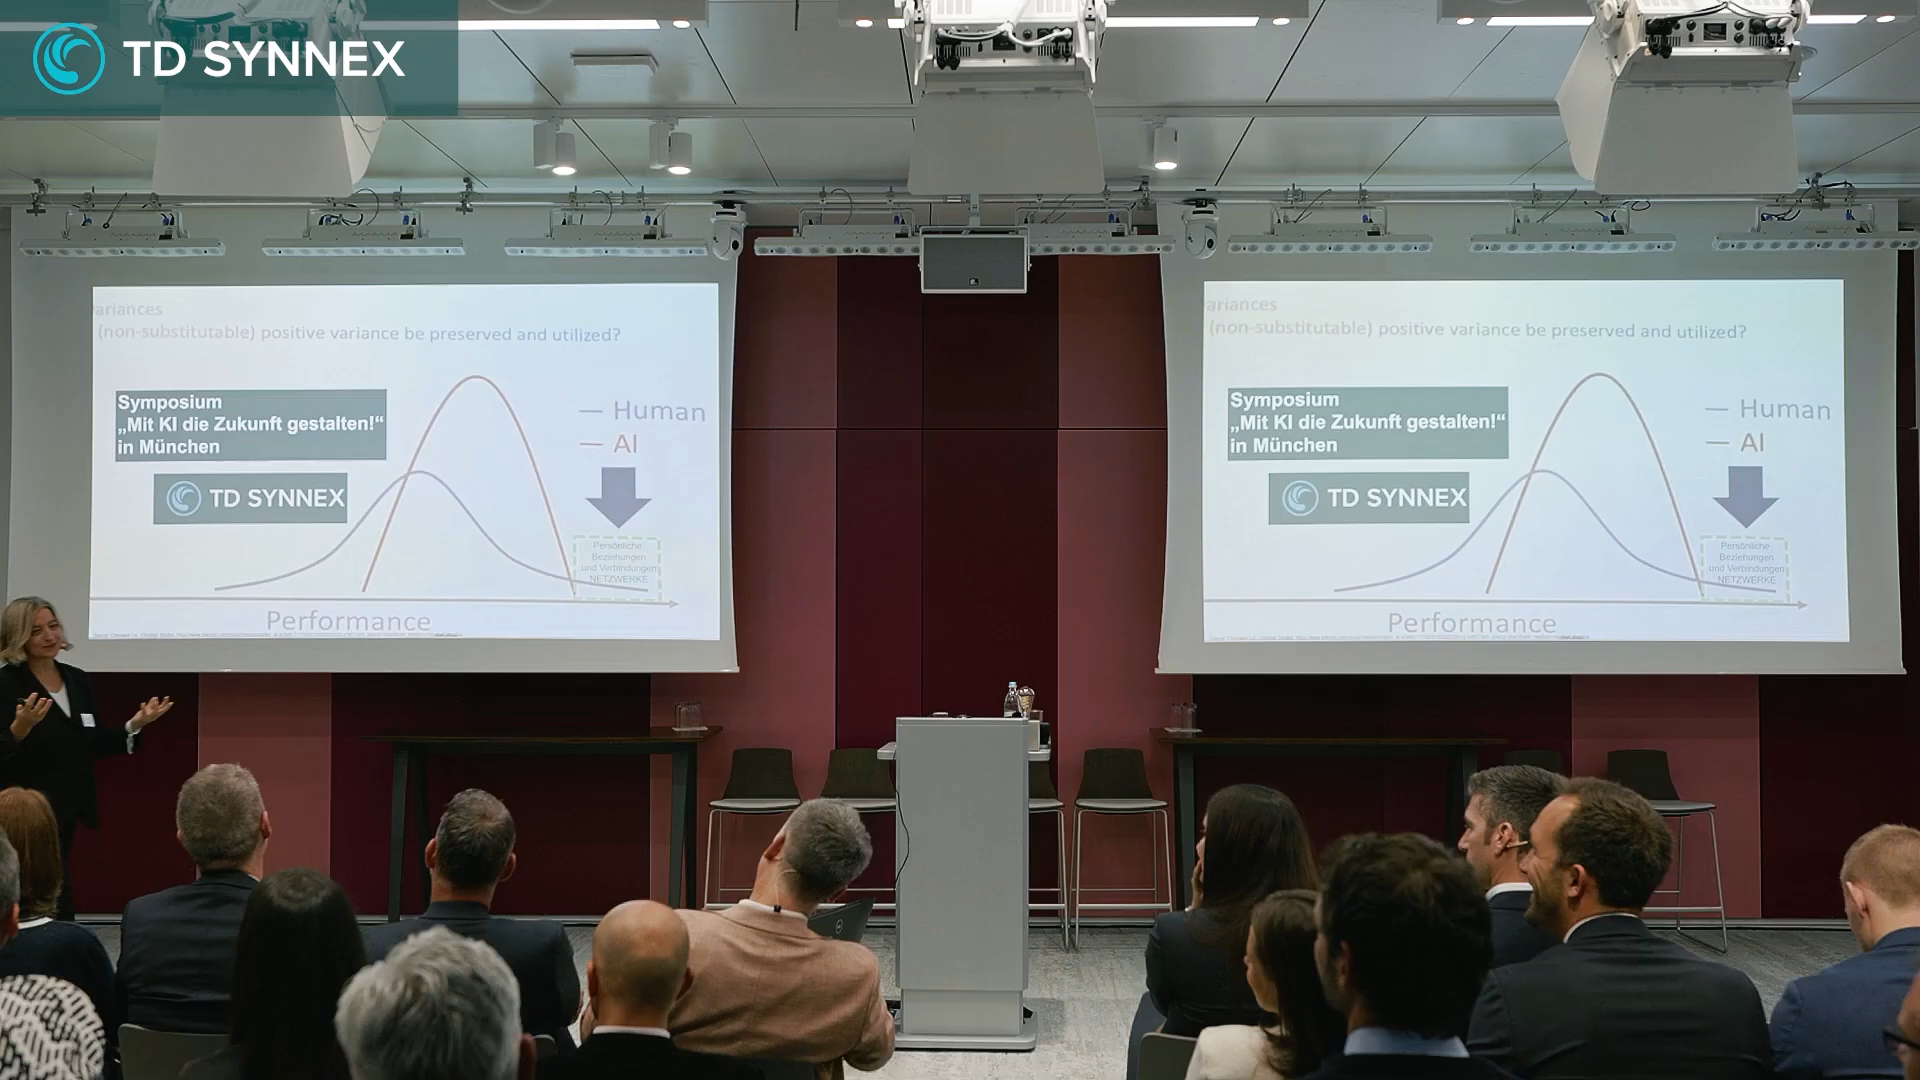 TD SYNNEX
ariances
(non-substitutable) positive variance be preserved and utilized?
Symposium
„Mit KI die Zukunft gestalten!“
in München
TD SYNNEX
Human
AI
Persönliche
Beziehungen
und Verbindungen
NETZWERKE
Performance
ariances
(non-substitutable) positive variance be preserved and utilized?
Symposium
„Mit KI die Zukunft gestalten!“
in München
TD SYNNEX
Human
AI
Persönliche
Beziehungen
und Verbindungen
NETZWERKE
Performance